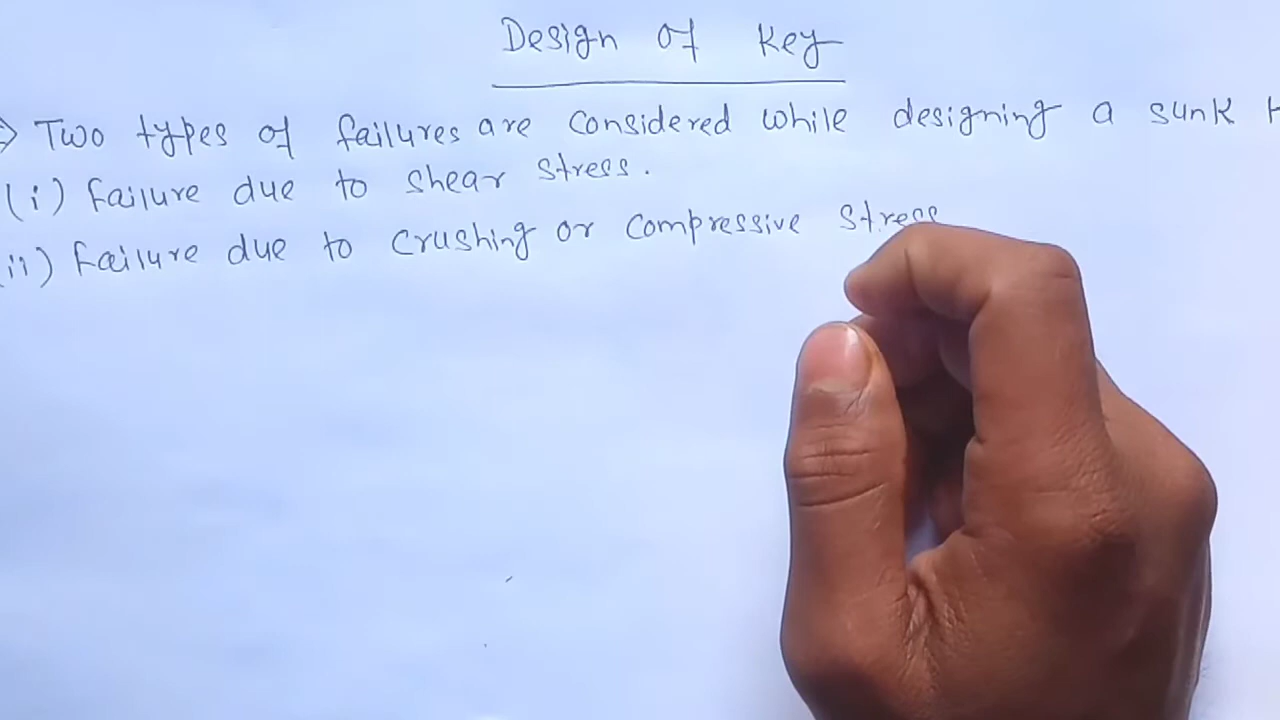 Design of Key
Two types of failures are considered while designing a sunk
(i) Failure due to shear stress.
(ii) Failure due to crushing or compressive stress